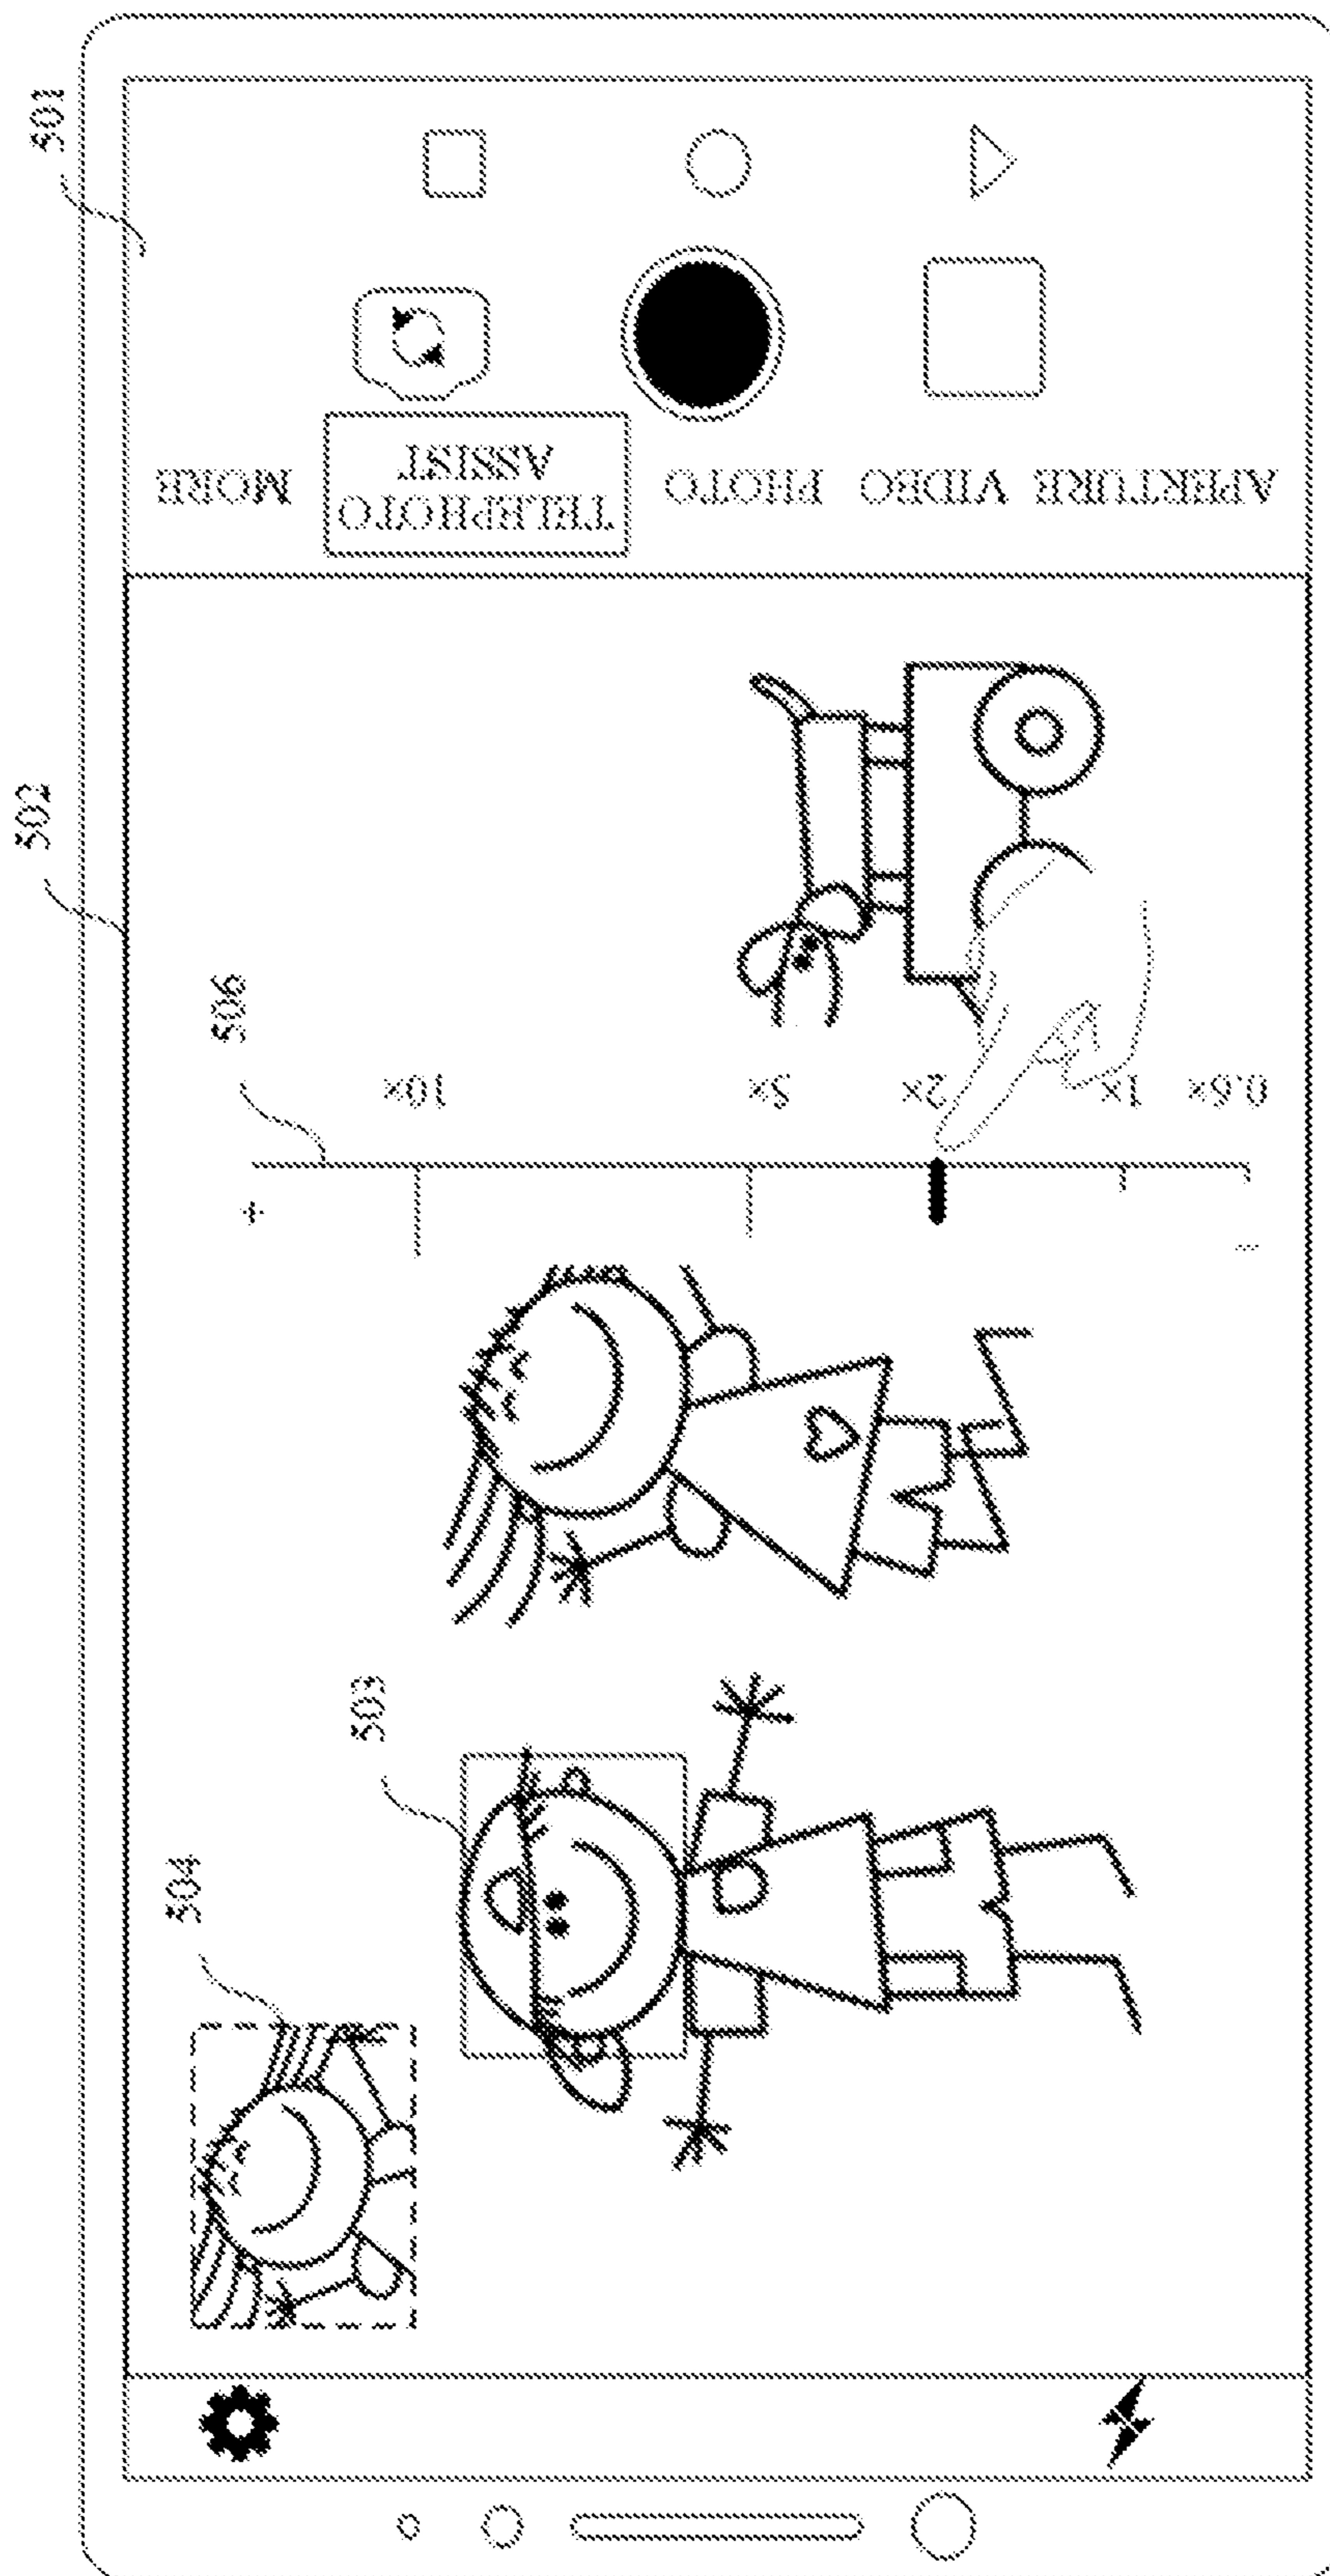 501
502
506
503
504
MORE
TELEPHOTO
ASSIST
PHOTO
VIDEO
APERTURE
+
10×
5×
2×
1×
0.6×